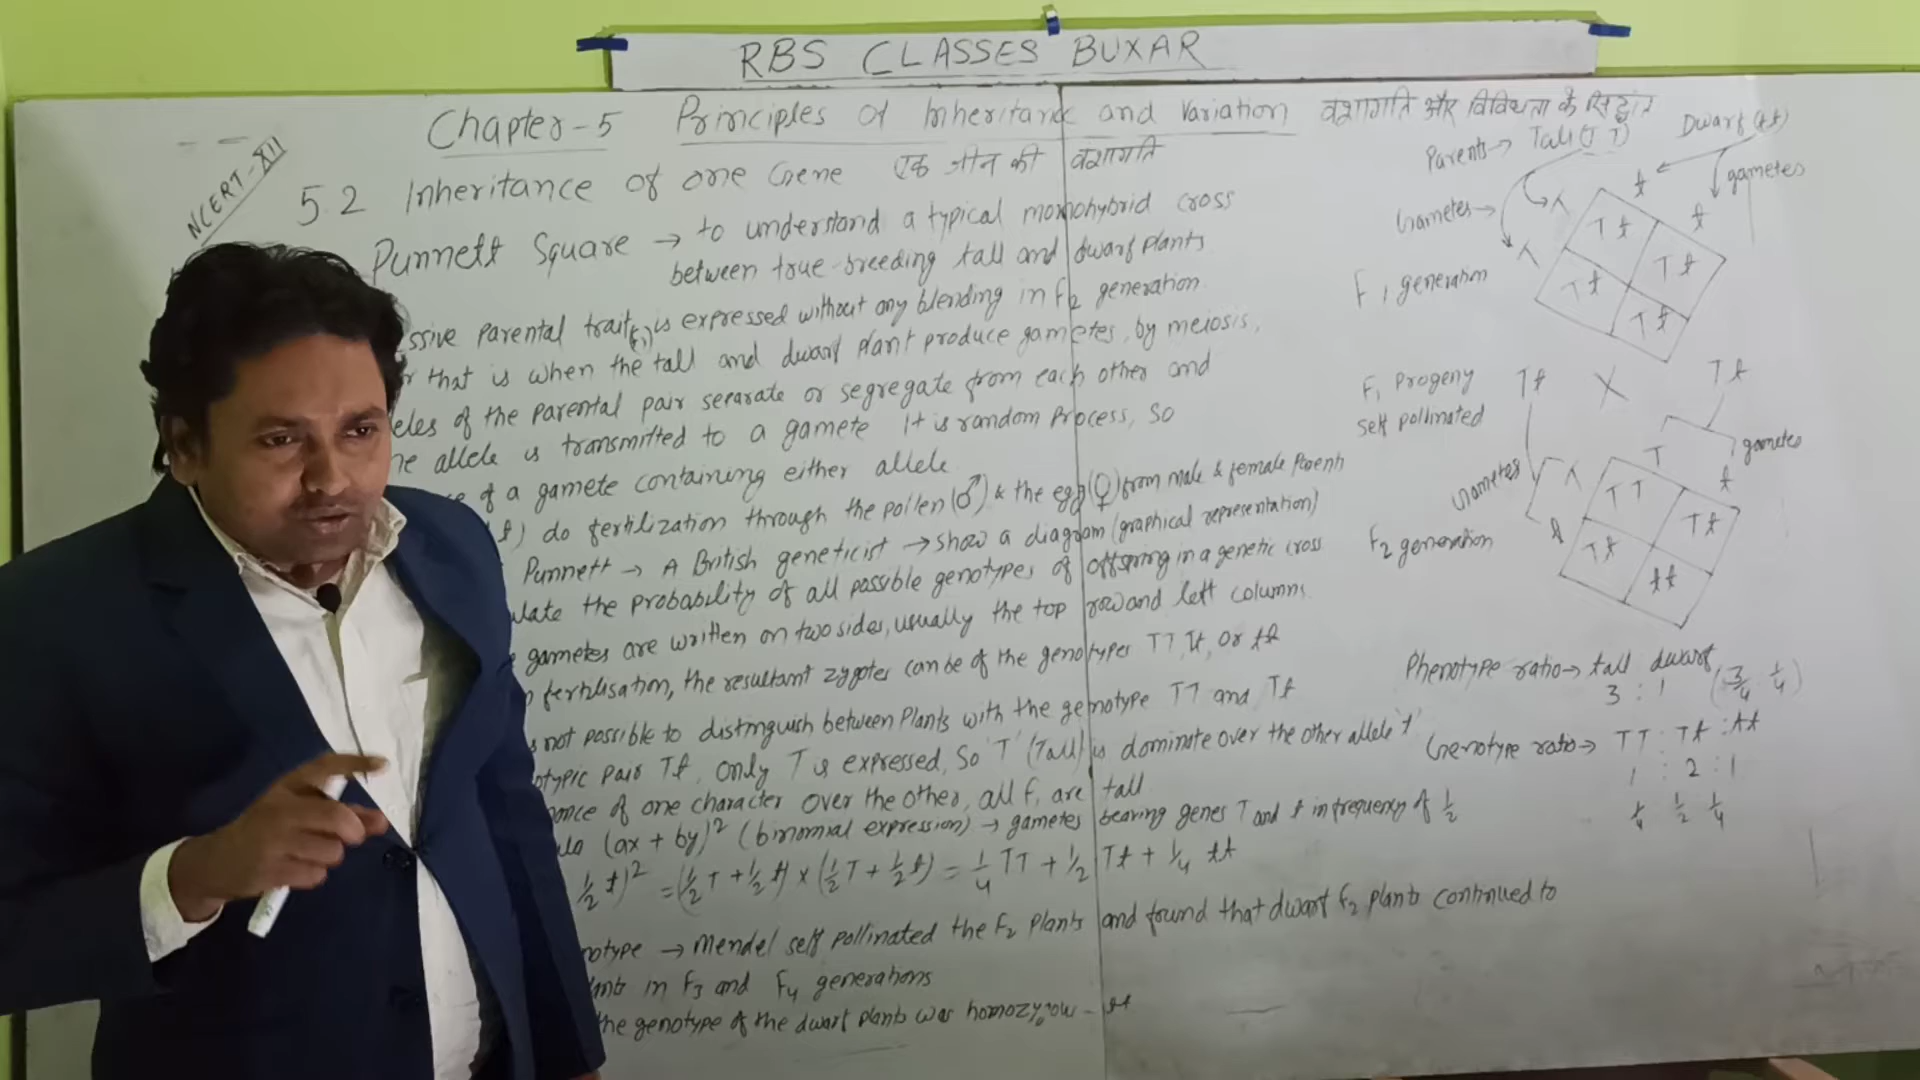 RBS CLASSES BUXAR
Chapter-5 Principles of Inheritance and Variation वंशागति और विविधता के सिद्धांत
NCERT-XII
5.2 Inheritance of one Gene एक जीन की वंशागति
Punnett Square → to understand a typical monohybrid cross
between true-breeding tall and dwarf plants
ssive parental trait is expressed without any blending in F2 generation
that is when the tall and dwarf plant produce gametes, by meiosis,
eles of the parental pair separate or segregate from each other and
ne allele is transmitted to a gamete It is random process, so
of a gamete containing either allele
t) do fertilization through the pollen (♂) & the egg (♀) from male & female parents
Punnett → A British geneticist → show a diagram (graphical representation)
ulate the probability of all possible genotypes of offspring in a genetic cross
gametes are written on two sides, usually the top row and left columns.
fertilisation, the resultant zygotes can be of the genotypes TT, Tt, or tt
s not possible to distinguish between plants with the genotype TT and Tt
otypic pair Tt, only T is expressed, so 'T' (Tall) is dominate over the other allele 't'
ance of one character over the other, all F1 are tall
ula (ax + by)² (binomial expression) → gametes bearing genes T and t in frequency of ½
½ t)² = (½ T + ½ t) × (½ T + ½ t) = ¼ TT + ½ Tt + ¼ tt
notype → Mendel self pollinated the F2 plants and found that dwarf F2 plants continued to
lants in F3 and F4 generations
the genotype of the dwarf plants was homozygou - tt
Parents → Tall (TT) Dwarf (tt)
t gametes
Gametes → T t
T t
T T t
F1 generation T t
T t
F1 Progeny Tt X Tt
self pollinated
T gametes
Gametes T t
TT
t Tt
F2 generation Tt
tt
Phenotype ratio → tall dwarf
3 : 1 (¾ ¼)
Genotype ratio → TT : Tt : tt
1 : 2 : 1
¼ ½ ¼